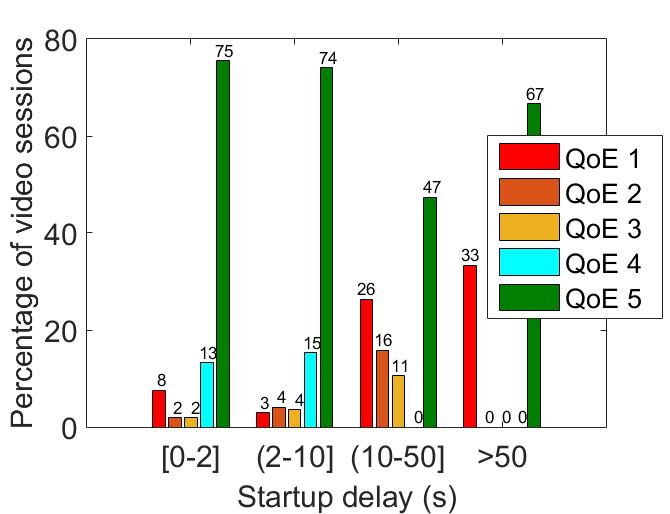 Percentage of video sessions
80
60
40
20
0
8 2 2 13 75
3 4 4 15 74
26 16 11 0 47
33 0 0 0 67
QoE 1
QoE 2
QoE 3
QoE 4
QoE 5
[0-2] (2-10] (10-50] >50
Startup delay (s)